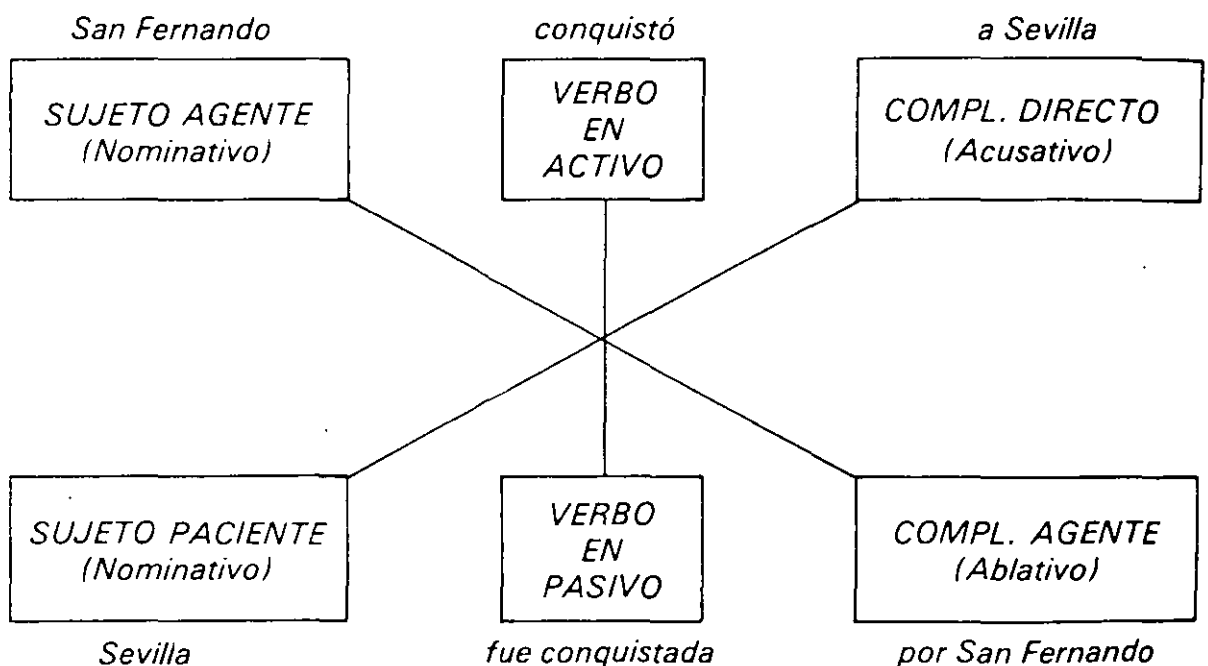 San Fernando conquistó a Sevilla
SUJETO AGENTE
(Nominativo)
VERBO
EN
ACTIVO
COMPL. DIRECTO
(Acusativo)
SUJETO PACIENTE
(Nominativo)
VERBO
EN
PASIVO
COMPL. AGENTE
(Ablativo)
Sevilla fue conquistada por San Fernando